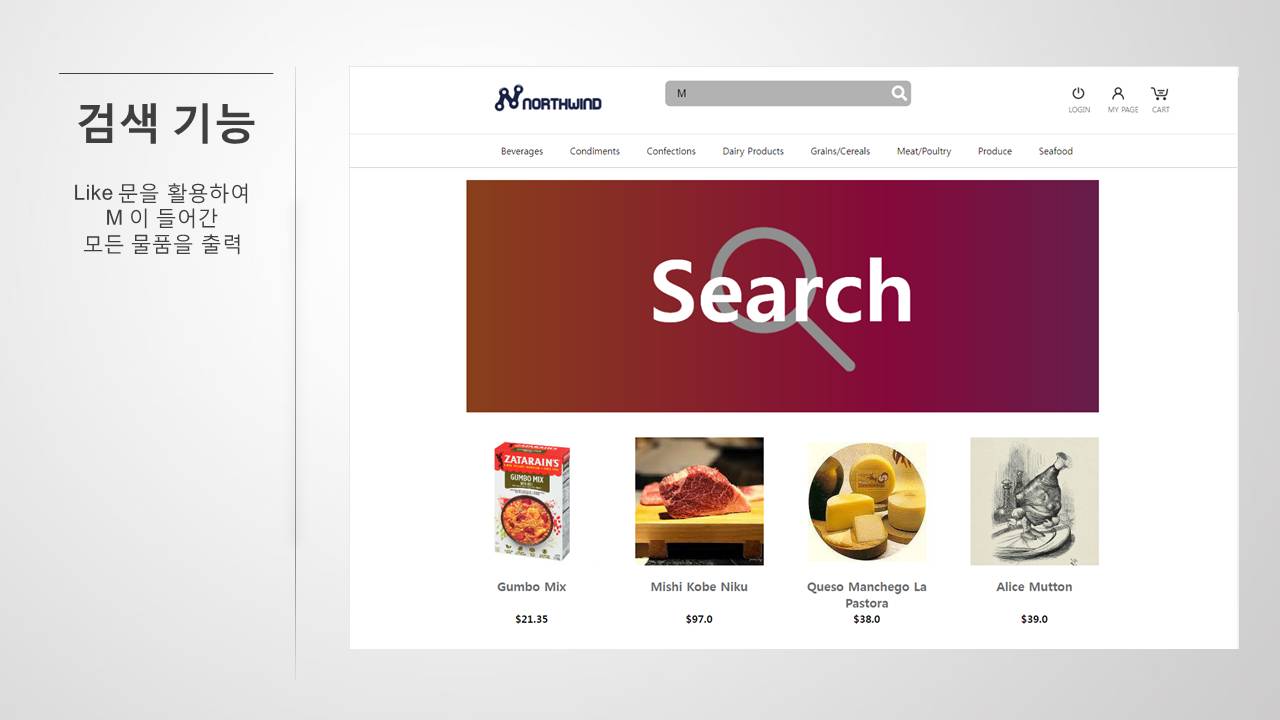 검색 기능
Like 문을 활용하여
M 이 들어간
모든 물품을 출력
NORTHWIND
M
LOGIN MY PAGE CART
Beverages Condiments Confections Dairy Products Grains/Cereals Meat/Poultry Produce Seafood
Search
ZATARAIN'S
GUMBO MIX
Gumbo Mix Mishi Kobe Niku Queso Manchego La Alice Mutton
Pastora
$21.35 $97.0 $38.0 $39.0